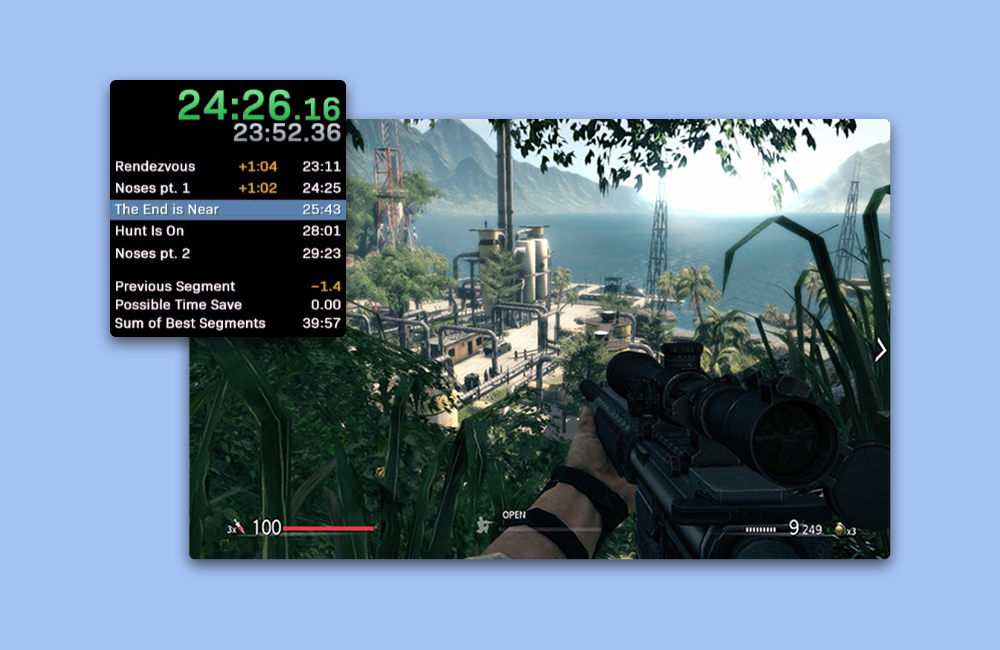 24:26.16
23:52.36
Rendezvous +1:04 23:11
Noses pt. 1 +1:02 24:25
The End is Near 25:43
Hunt Is On 28:01
Noses pt. 2 29:23
Previous Segment −1.4
Possible Time Save 0.00
Sum of Best Segments 39:57
OPEN
3x 100
9 249 x3